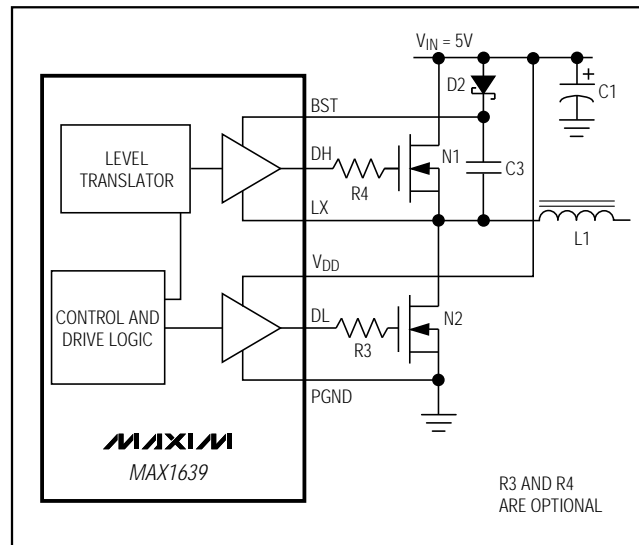 V_IN = 5V
D2
C1
BST
LEVEL
TRANSLATOR
DH
R4
N1
C3
LX
L1
V_DD
CONTROL AND
DRIVE LOGIC
DL
R3
N2
PGND
MAXIM
MAX1639
R3 AND R4
ARE OPTIONAL